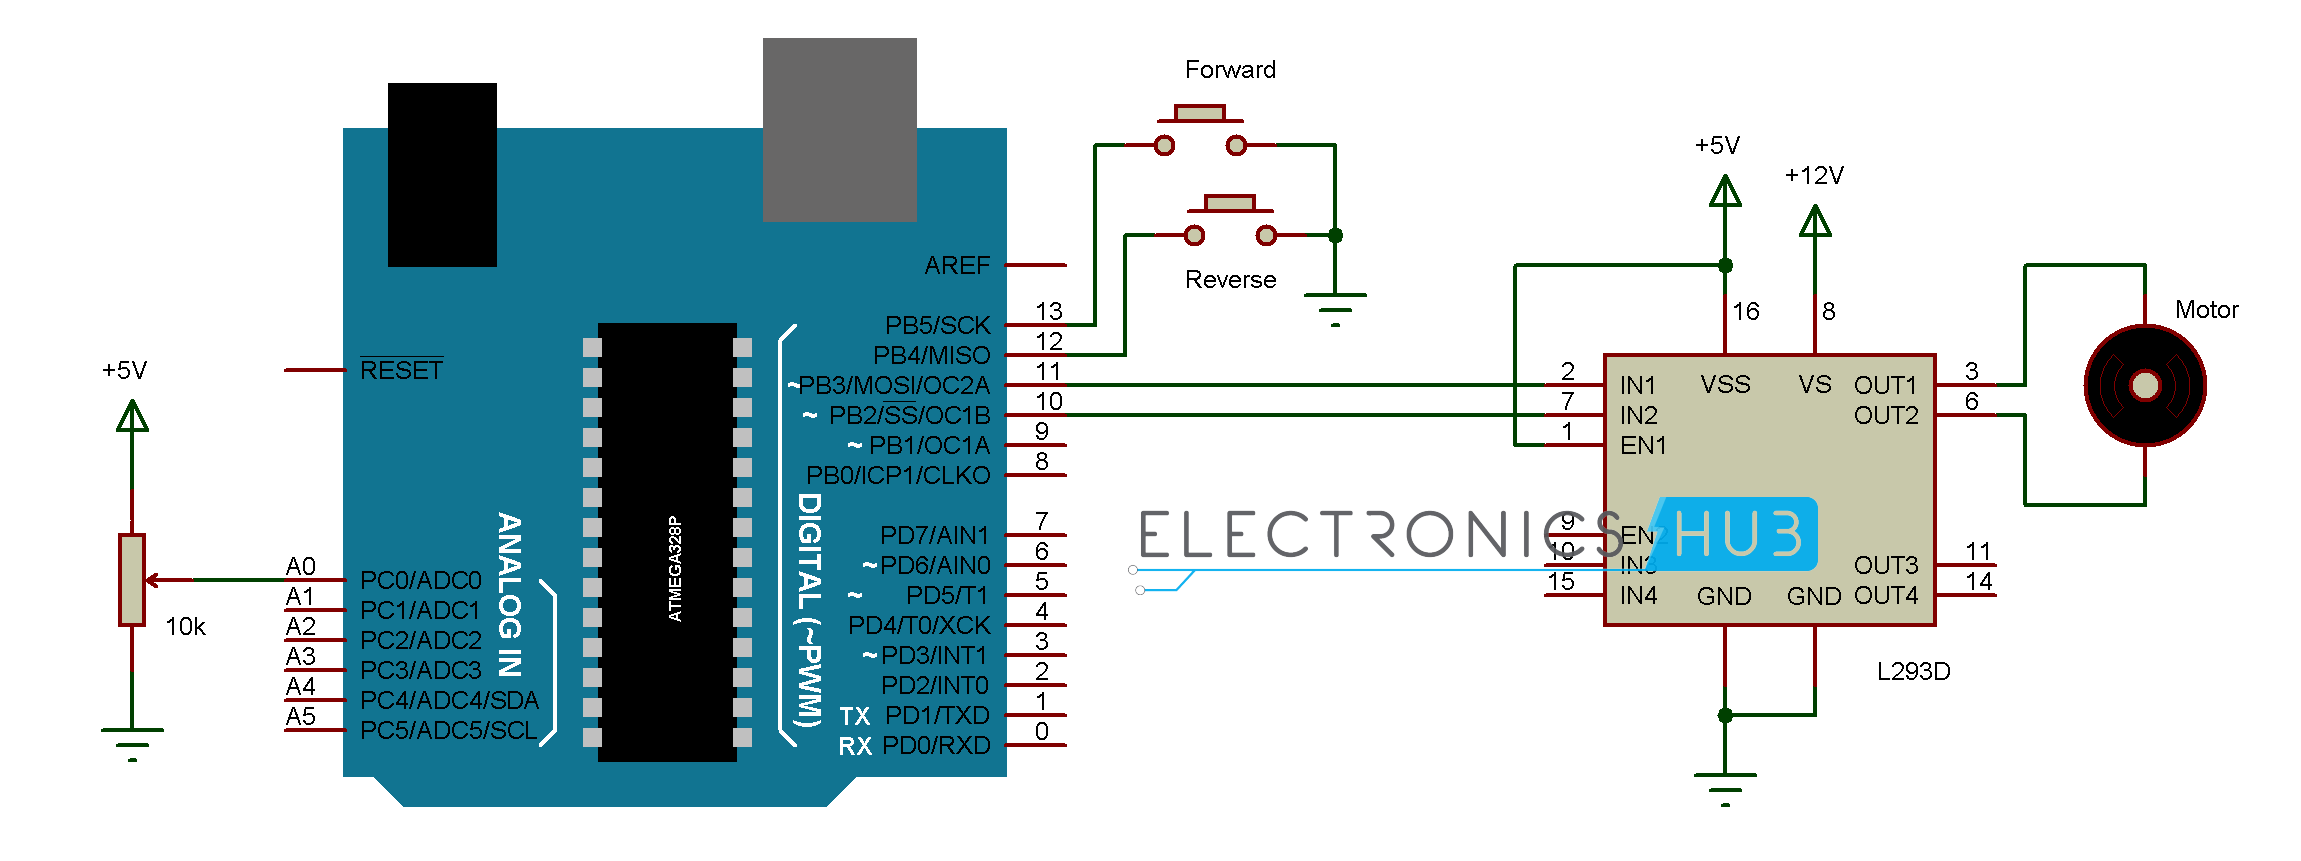 Forward
Reverse
+5V
+12V
Motor
AREF
PB5/SCK 13
PB4/MISO 12
~PB3/MOSI/OC2A 11
~ PB2/SS/OC1B 10
~ PB1/OC1A 9
PB0/ICP1/CLKO 8
PD7/AIN1 7
~ PD6/AIN0 6
~ PD5/T1 5
PD4/T0/XCK 4
~ PD3/INT1 3
PD2/INT0 2
TX PD1/TXD 1
RX PD0/RXD 0
DIGITAL (~PWM)
ATMEGA328P
ANALOG IN
RESET
+5V
10k
A0 PC0/ADC0
A1 PC1/ADC1
A2 PC2/ADC2
A3 PC3/ADC3
A4 PC4/ADC4/SDA
A5 PC5/ADC5/SCL
16 8
2 IN1 VSS VS OUT1 3
7 IN2 OUT2 6
1 EN1
9 EN2
10 IN3 OUT3 11
15 IN4 GND GND OUT4 14
L293D
ELECTRONICS HUB